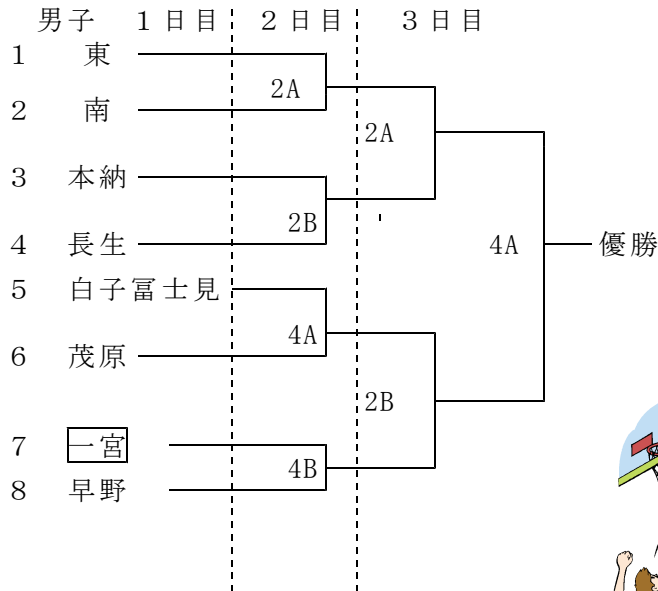 男子 1日目 2日目 3日目
1 東
2A
2 南
2A
3 本納
2B
4 長生
4A 優勝
5 白子冨士見
4A
6 茂原
2B
7 一宮
4B
8 早野